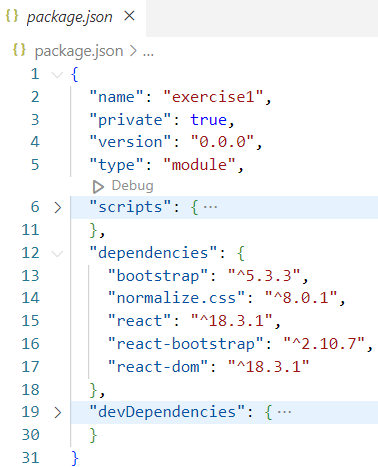 {} package.json ×
{} package.json > ...
1 {
2 "name": "exercise1",
3 "private": true,
4 "version": "0.0.0",
5 "type": "module",
Debug
6 > "scripts": { ...
11 },
12 "dependencies": {
13 "bootstrap": "^5.3.3",
14 "normalize.css": "^8.0.1",
15 "react": "^18.3.1",
16 "react-bootstrap": "^2.10.7",
17 "react-dom": "^18.3.1"
18 },
19 > "devDependencies": { ...
30 }
31 }